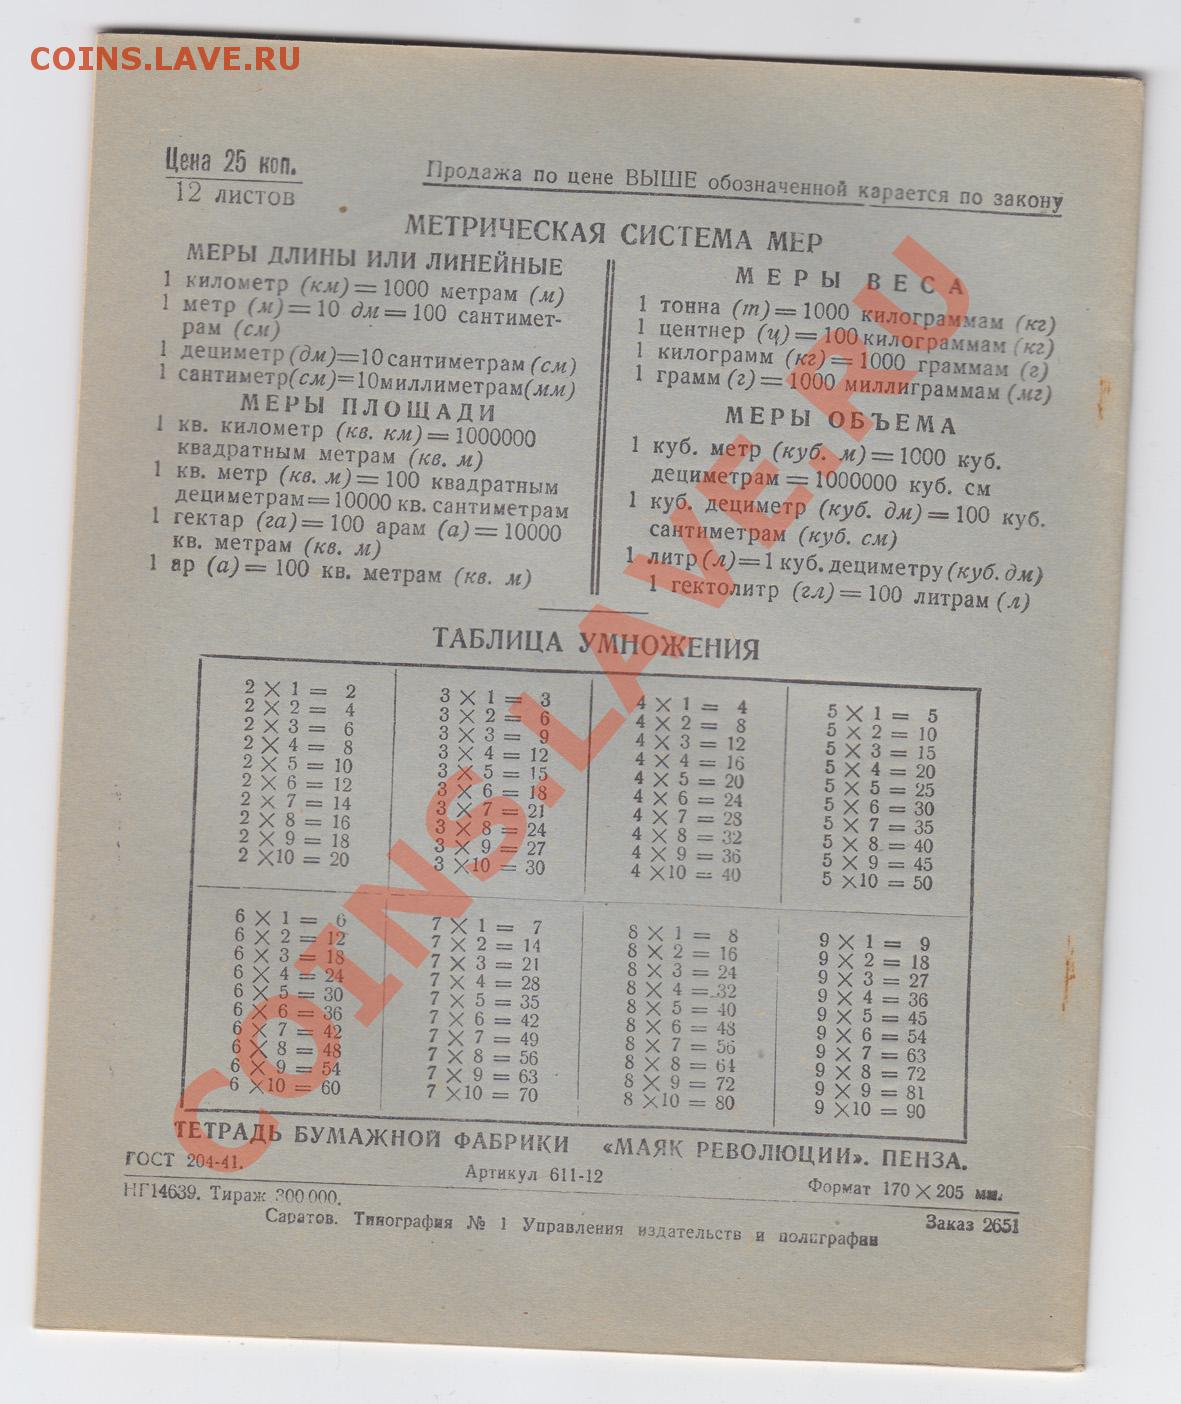 COINS.LAVE.RU
Цена 25 коп.
12 листов
Продажа по цене ВЫШЕ обозначенной карается по закону
МЕТРИЧЕСКАЯ СИСТЕМА МЕР
МЕРЫ ДЛИНЫ ИЛИ ЛИНЕЙНЫЕ
1 километр (км) = 1000 метрам (м)
1 метр (м) = 10 дм = 100 сантимет-
рам (см)
1 дециметр (дм) = 10 сантиметрам (см)
1 сантиметр (см) = 10 миллиметрам (мм)
МЕРЫ ПЛОЩАДИ
1 кв. километр (кв. км) = 1000000
квадратным метрам (кв. м)
1 кв. метр (кв. м) = 100 квадратным
дециметрам = 10000 кв. сантиметрам
1 гектар (га) = 100 арам (а) = 10000
кв. метрам (кв. м)
1 ар (а) = 100 кв. метрам (кв. м)
МЕРЫ ВЕСА
1 тонна (т) = 1000 килограммам (кг)
1 центнер (ц) = 100 килограммам (кг)
1 килограмм (кг) = 1000 граммам (г)
1 грамм (г) = 1000 миллиграммам (мг)
МЕРЫ ОБЪЕМА
1 куб. метр (куб. м) = 1000 куб.
дециметрам = 1000000 куб. см
1 куб. дециметр (куб. дм) = 100 куб.
сантиметрам (куб. см)
1 литр (л) = 1 куб. дециметру (куб. дм)
1 гектолитр (гл) = 100 литрам (л)
ТАБЛИЦА УМНОЖЕНИЯ
2 × 1 = 2
2 × 2 = 4
2 × 3 = 6
2 × 4 = 8
2 × 5 = 10
2 × 6 = 12
2 × 7 = 14
2 × 8 = 16
2 × 9 = 18
2 × 10 = 20
3 × 1 = 3
3 × 2 = 6
3 × 3 = 9
3 × 4 = 12
3 × 5 = 15
3 × 6 = 18
3 × 7 = 21
3 × 8 = 24
3 × 9 = 27
3 × 10 = 30
4 × 1 = 4
4 × 2 = 8
4 × 3 = 12
4 × 4 = 16
4 × 5 = 20
4 × 6 = 24
4 × 7 = 28
4 × 8 = 32
4 × 9 = 36
4 × 10 = 40
5 × 1 = 5
5 × 2 = 10
5 × 3 = 15
5 × 4 = 20
5 × 5 = 25
5 × 6 = 30
5 × 7 = 35
5 × 8 = 40
5 × 9 = 45
5 × 10 = 50
6 × 1 = 6
6 × 2 = 12
6 × 3 = 18
6 × 4 = 24
6 × 5 = 30
6 × 6 = 36
6 × 7 = 42
6 × 8 = 48
6 × 9 = 54
6 × 10 = 60
7 × 1 = 7
7 × 2 = 14
7 × 3 = 21
7 × 4 = 28
7 × 5 = 35
7 × 6 = 42
7 × 7 = 49
7 × 8 = 56
7 × 9 = 63
7 × 10 = 70
8 × 1 = 8
8 × 2 = 16
8 × 3 = 24
8 × 4 = 32
8 × 5 = 40
8 × 6 = 48
8 × 7 = 56
8 × 8 = 64
8 × 9 = 72
8 × 10 = 80
9 × 1 = 9
9 × 2 = 18
9 × 3 = 27
9 × 4 = 36
9 × 5 = 45
9 × 6 = 54
9 × 7 = 63
9 × 8 = 72
9 × 9 = 81
9 × 10 = 90
ТЕТРАДЬ БУМАЖНОЙ ФАБРИКИ «МАЯК РЕВОЛЮЦИИ». ПЕНЗА.
ГОСТ 204-41. Артикул 611-12 Формат 170 × 205 мм.
НГ14639. Тираж 300 000. Заказ 2651
Саратов. Типография № 1 Управления издательств и полиграфии
COINS.LAVE.RU